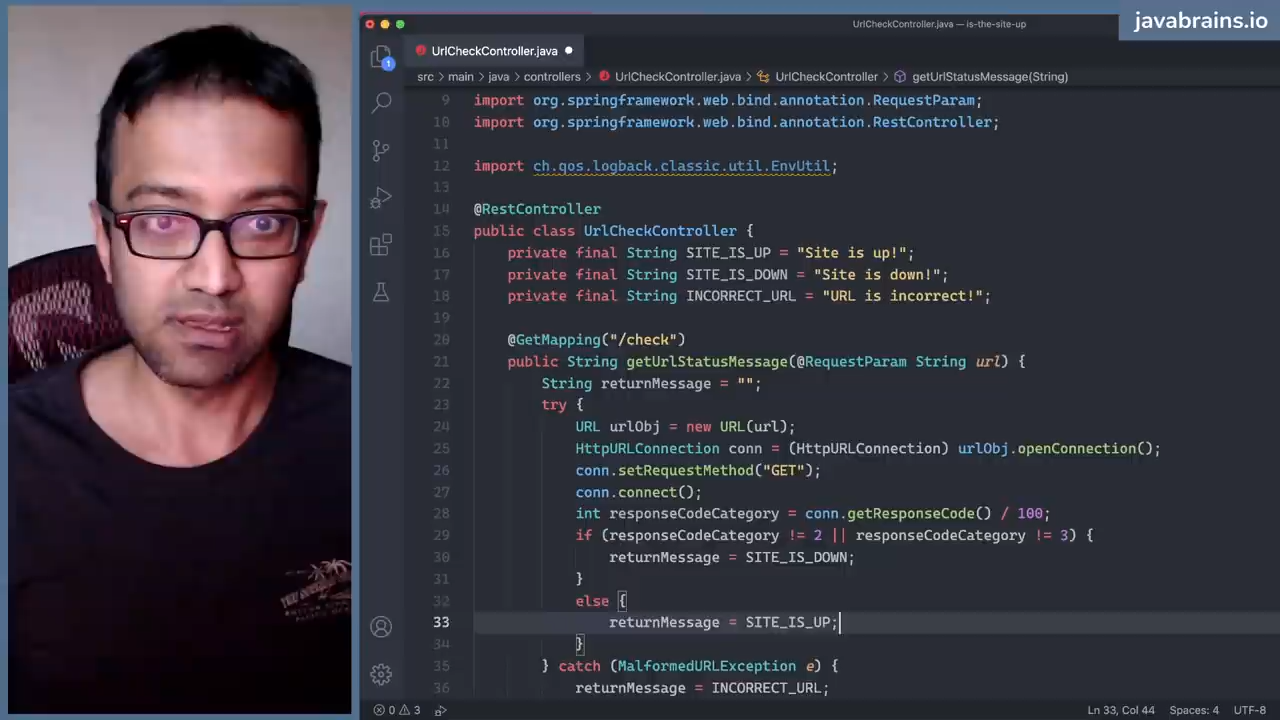 UrlCheckController.java — is-the-site-up
javabrains.io
UrlCheckController.java
src > main > java > controllers > UrlCheckController.java > UrlCheckController > getUrlStatusMessage(String)
1
9 import org.springframework.web.bind.annotation.RequestParam;
10 import org.springframework.web.bind.annotation.RestController;
11
12 import ch.qos.logback.classic.util.EnvUtil;
13
14 @RestController
15 public class UrlCheckController {
16 private final String SITE_IS_UP = "Site is up!";
17 private final String SITE_IS_DOWN = "Site is down!";
18 private final String INCORRECT_URL = "URL is incorrect!";
19
20 @GetMapping("/check")
21 public String getUrlStatusMessage(@RequestParam String url) {
22 String returnMessage = "";
23 try {
24 URL urlObj = new URL(url);
25 HttpURLConnection conn = (HttpURLConnection) urlObj.openConnection();
26 conn.setRequestMethod("GET");
27 conn.connect();
28 int responseCodeCategory = conn.getResponseCode() / 100;
29 if (responseCodeCategory != 2 || responseCodeCategory != 3) {
30 returnMessage = SITE_IS_DOWN;
31 }
32 else {
33 returnMessage = SITE_IS_UP;
34 }
35 } catch (MalformedURLException e) {
36 returnMessage = INCORRECT_URL;
0 3
Ln 33, Col 44 Spaces: 4 UTF-8